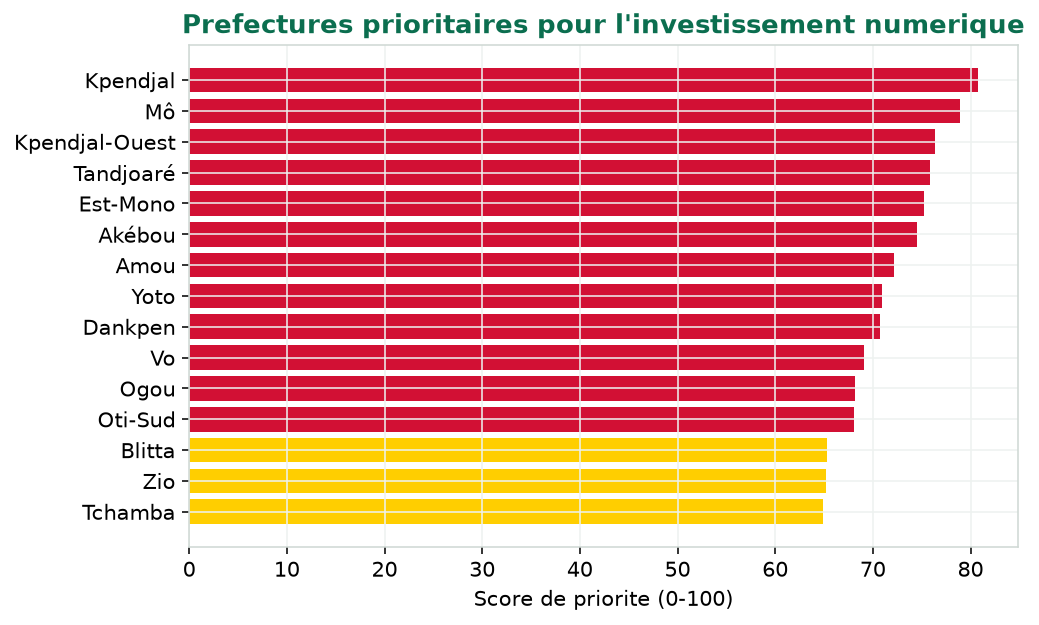 Prefectures prioritaires pour l'investissement numerique
Kpendjal
Mô
Kpendjal-Ouest
Tandjoaré
Est-Mono
Akébou
Amou
Yoto
Dankpen
Vo
Ogou
Oti-Sud
Blitta
Zio
Tchamba
0 10 20 30 40 50 60 70 80
Score de priorite (0-100)